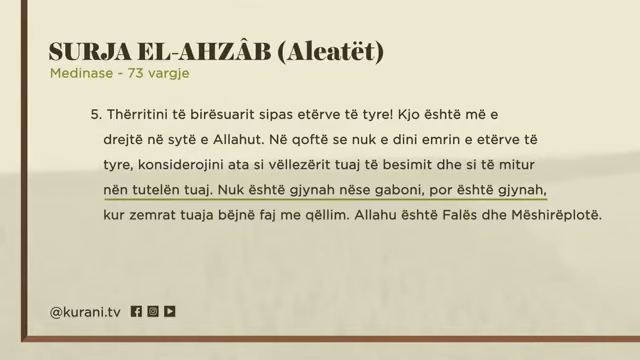 SURJA EL-AHZÂB (Aleatët)
Medinase - 73 vargje
5. Thërritini të birësuarit sipas etërve të tyre! Kjo është më e
drejtë në sytë e Allahut. Në qoftë se nuk e dini emrin e etërve të
tyre, konsiderojini ata si vëllezërit tuaj të besimit dhe si të mitur
nën tutelën tuaj. Nuk është gjynah nëse gaboni, por është gjynah,
kur zemrat tuaja bëjnë faj me qëllim. Allahu është Falës dhe Mëshirëplotë.
@kurani.tv